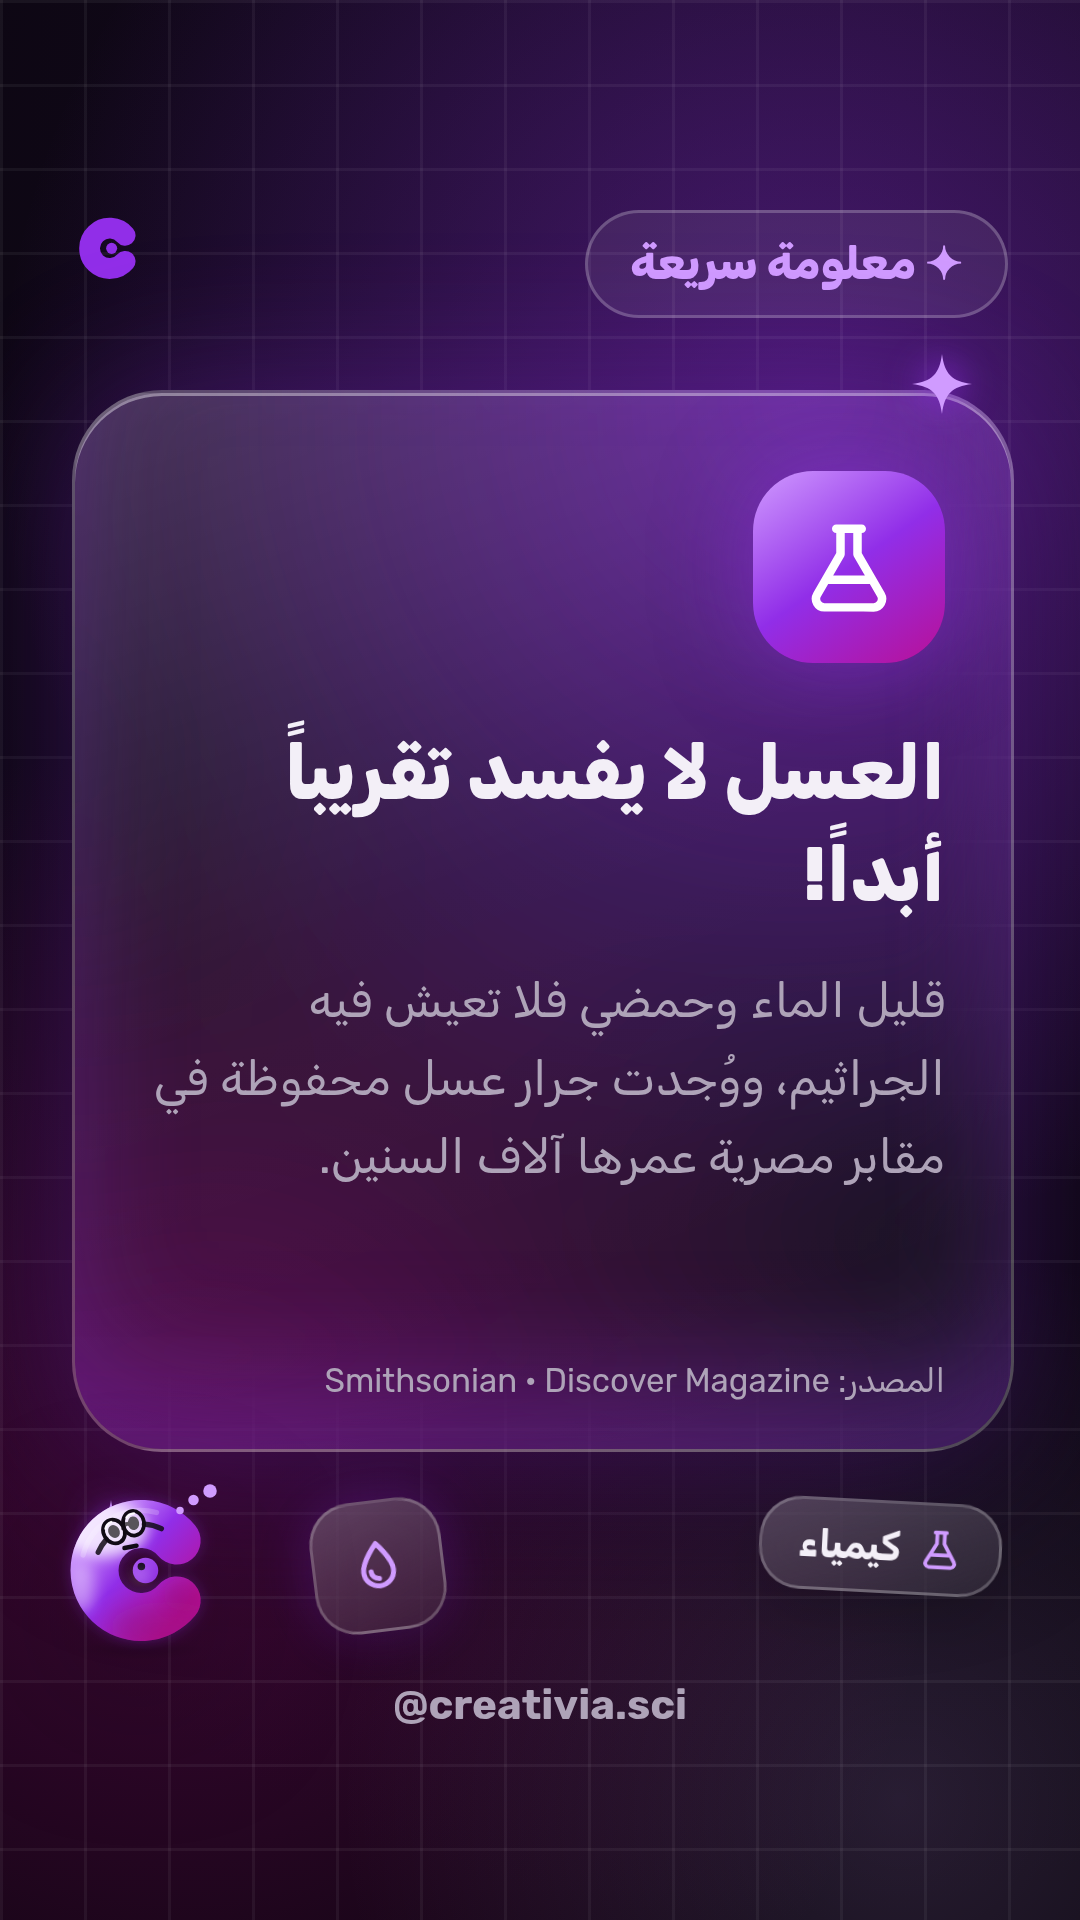 معلومة سريعة
العسل لا يفسد تقريباً
أبداً!
قليل الماء وحمضي فلا تعيش فيه
الجراثيم، ووُجدت جرار عسل محفوظة في
مقابر مصرية عمرها آلاف السنين.
المصدر: Smithsonian • Discover Magazine
كيمياء
@creativia.sci